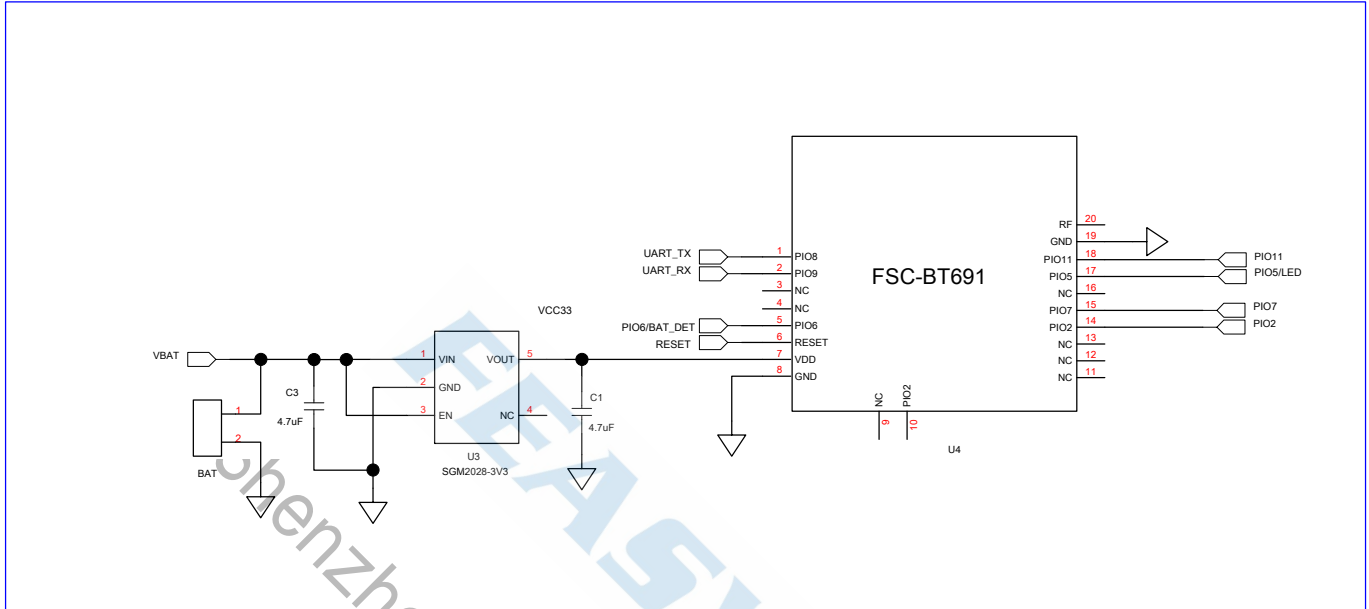 VBAT
1
2
BAT
C3
4.7uF
1
VIN
2
GND
3
EN
VOUT
5
NC
4
U3
SGM2028-3V3
VCC33
C1
4.7uF
UART_TX
1
PIO8
UART_RX
2
PIO9
3
NC
4
NC
PIO6/BAT_DET
5
PIO6
RESET
6
RESET
7
VDD
8
GND
FSC-BT691
RF
20
GND
19
PIO11
18
PIO11
PIO5
17
PIO5/LED
NC
16
PIO7
15
PIO7
PIO2
14
PIO2
NC
13
NC
12
NC
11
NC
9
PIO2
10
U4
Shenzhe
FEASY